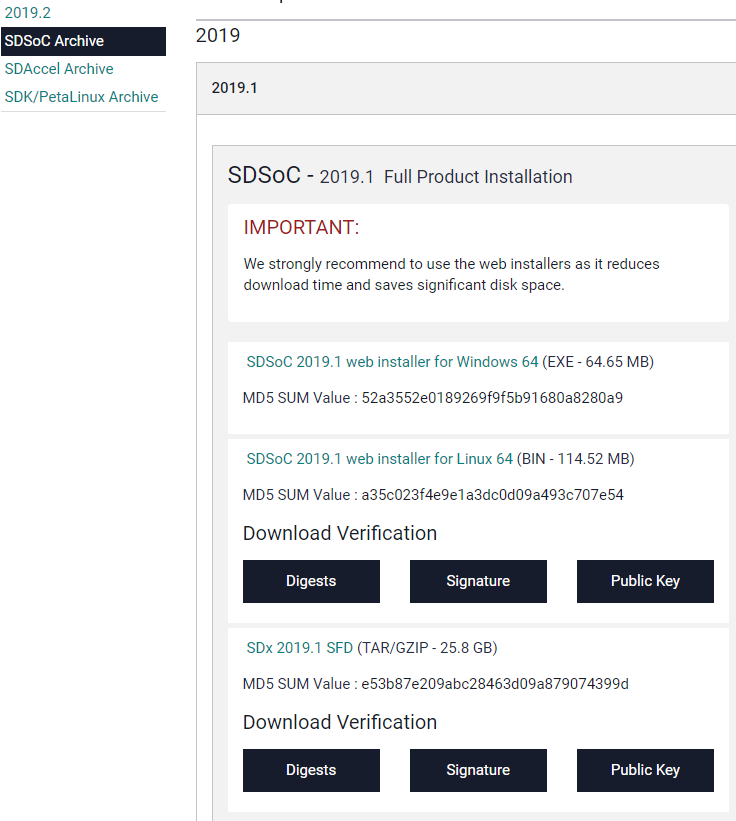 2019.2
SDSoC Archive
SDAccel Archive
SDK/PetaLinux Archive
2019
2019.1
SDSoC - 2019.1 Full Product Installation
IMPORTANT:
We strongly recommend to use the web installers as it reduces
download time and saves significant disk space.
SDSoC 2019.1 web installer for Windows 64 (EXE - 64.65 MB)
MD5 SUM Value : 52a3552e0189269f9f5b91680a8280a9
SDSoC 2019.1 web installer for Linux 64 (BIN - 114.52 MB)
MD5 SUM Value : a35c023f4e9e1a3dc0d09a493c707e54
Download Verification
Digests Signature Public Key
SDx 2019.1 SFD (TAR/GZIP - 25.8 GB)
MD5 SUM Value : e53b87e209abc28463d09a879074399d
Download Verification
Digests Signature Public Key